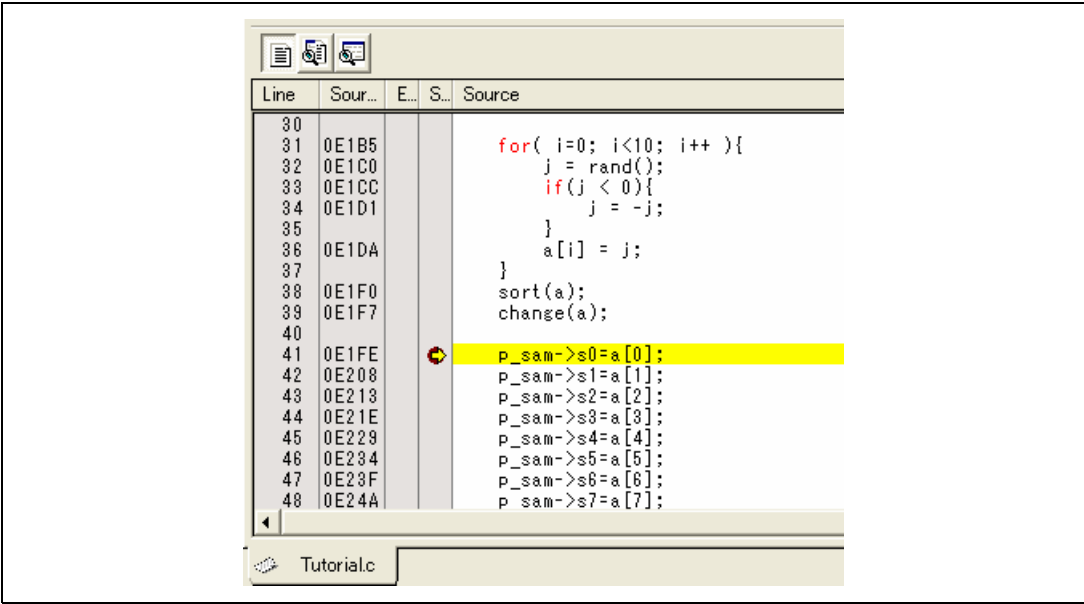 Line Sour... E... S... Source
30
31 0E1B5 for( i=0; i<10; i++ ){
32 0E1C0 j = rand();
33 0E1CC if(j < 0){
34 0E1D1 j = -j;
35 }
36 0E1DA a[i] = j;
37 }
38 0E1F0 sort(a);
39 0E1F7 change(a);
40
41 0E1FE p_sam->s0=a[0];
42 0E208 p_sam->s1=a[1];
43 0E213 p_sam->s2=a[2];
44 0E21E p_sam->s3=a[3];
45 0E229 p_sam->s4=a[4];
46 0E234 p_sam->s5=a[5];
47 0E23F p_sam->s6=a[6];
48 0E24A p_sam->s7=a[7];
Tutorial.c